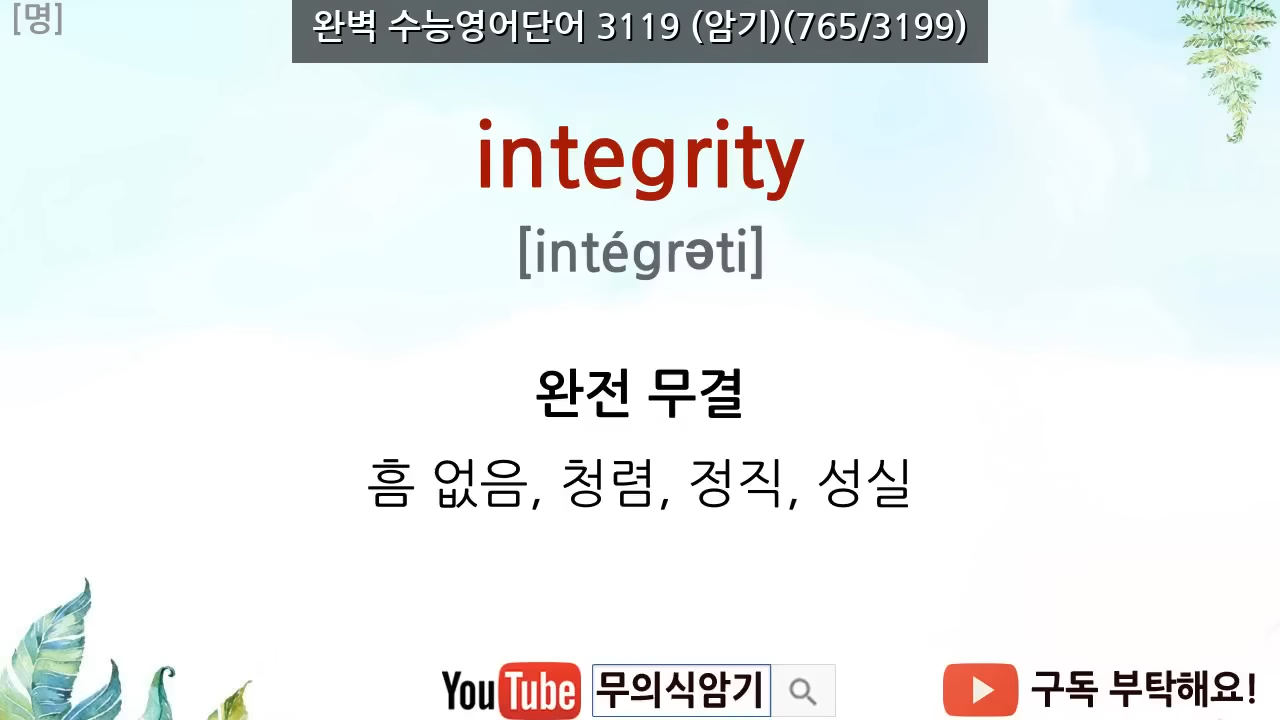 [명]
완벽 수능영어단어 3119 (암기)(765/3199)
integrity
[intégrəti]
완전 무결
흠 없음, 청렴, 정직, 성실
YouTube 무의식암기
구독 부탁해요!